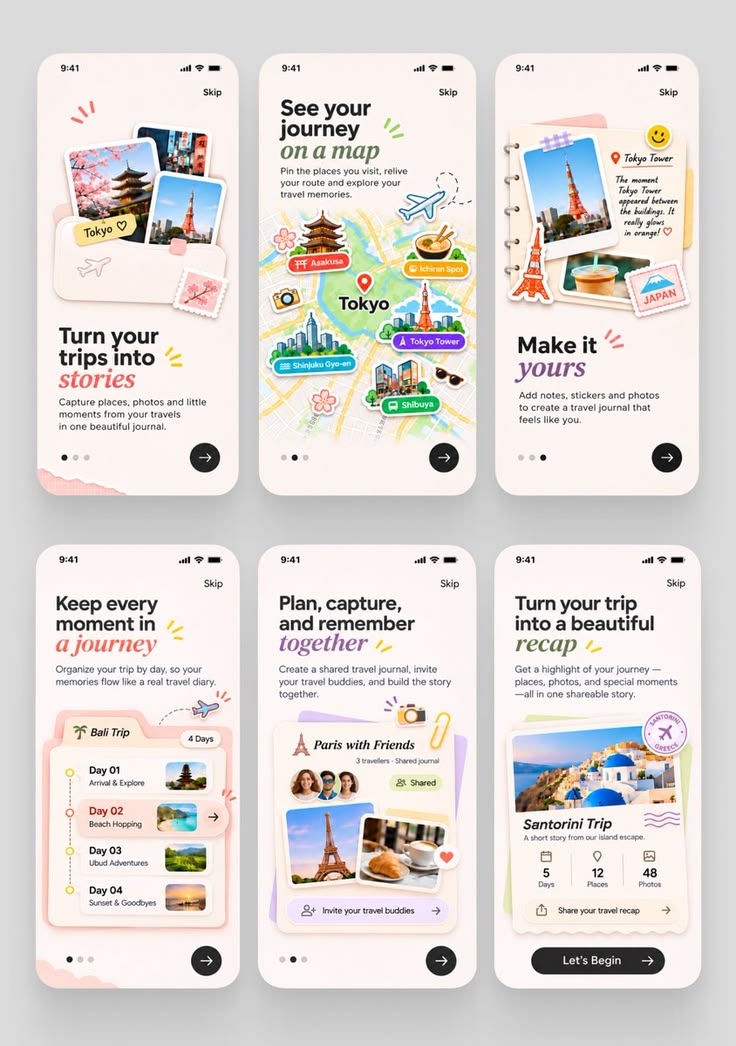 9:41
Skip
Tokyo ♡
Turn your
trips into
stories
Capture places, photos and little
moments from your travels
in one beautiful journal.
9:41
Skip
See your
journey
on a map
Pin the places you visit, relive
your route and explore your
travel memories.
Asakusa
Ichiran Spot
Tokyo
Tokyo Tower
Shinjuku Gyo-en
Shibuya
9:41
Skip
Tokyo Tower
The moment
Tokyo Tower
appeared between
the buildings. It
really glows
in orange! ♡
JAPAN
Make it
yours
Add notes, stickers and photos
to create a travel journal that
feels like you.
9:41
Skip
Keep every
moment in
a journey
Organize your trip by day, so your
memories flow like a real travel diary.
Bali Trip
4 Days
Day 01
Arrival & Explore
Day 02
Beach Hopping
Day 03
Ubud Adventures
Day 04
Sunset & Goodbyes
9:41
Skip
Plan, capture,
and remember
together
Create a shared travel journal, invite
your travel buddies, and build the story
together.
Paris with Friends
3 travellers · Shared journal
Shared
Invite your travel buddies
9:41
Skip
Turn your trip
into a beautiful
recap
Get a highlight of your journey —
places, photos, and special moments
—all in one shareable story.
SANTORINI
GREECE
Santorini Trip
A short story from our island escape.
5 12 48
Days Places Photos
Share your travel recap
Let's Begin